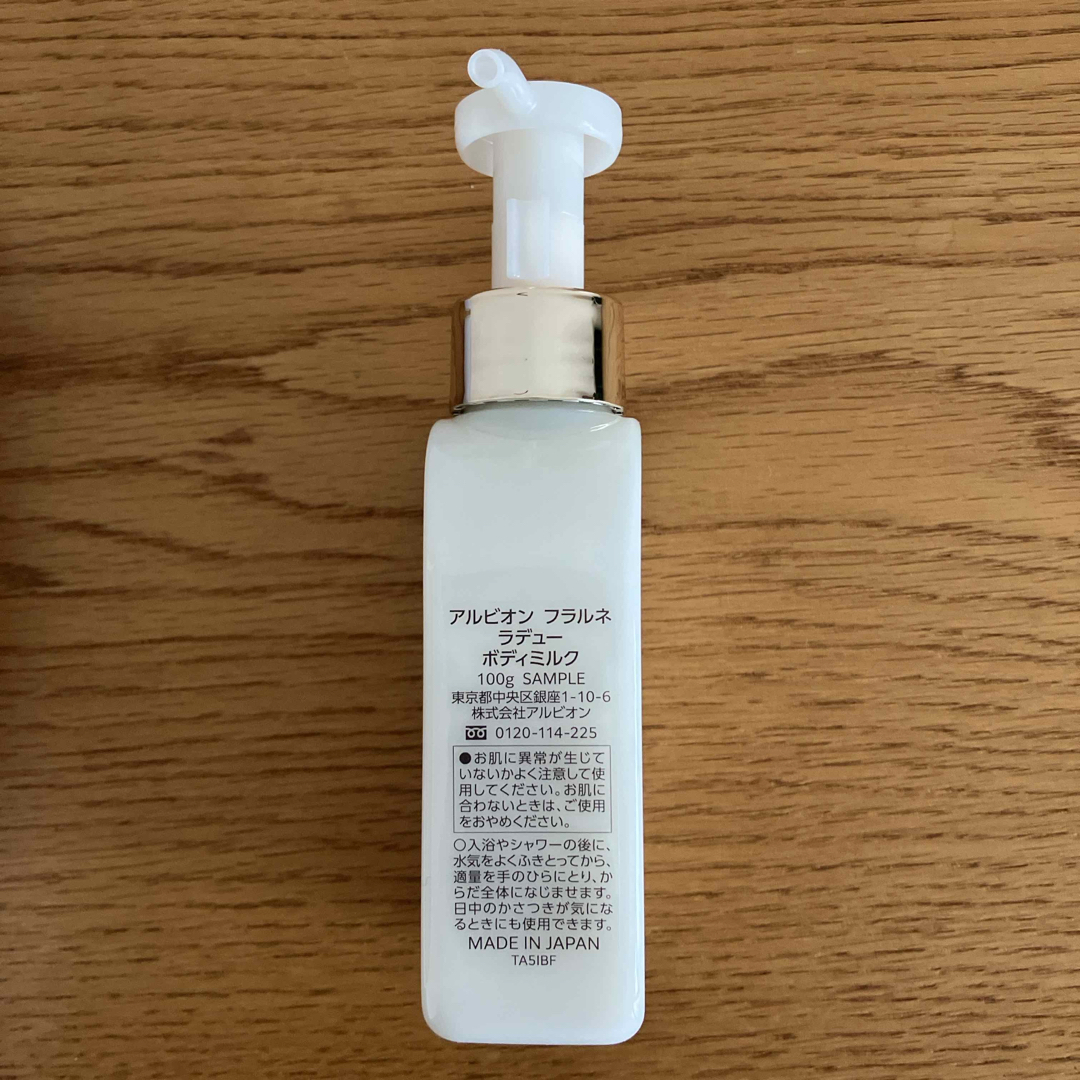 アルビオン フラルネ
ラデュー
ボディミルク
100g SAMPLE
東京都中央区銀座1-10-6
株式会社アルビオン
0120-114-225
●お肌に異常が生じて
いないかよく注意して使
用してください。お肌に
合わないときは、ご使用
をおやめください。
○入浴やシャワーの後に、
水気をよくふきとってから、
適量を手のひらにとり、か
らだ全体になじませます。
日中のかさつきが気にな
るときにも使用できます。
MADE IN JAPAN
TA5IBF